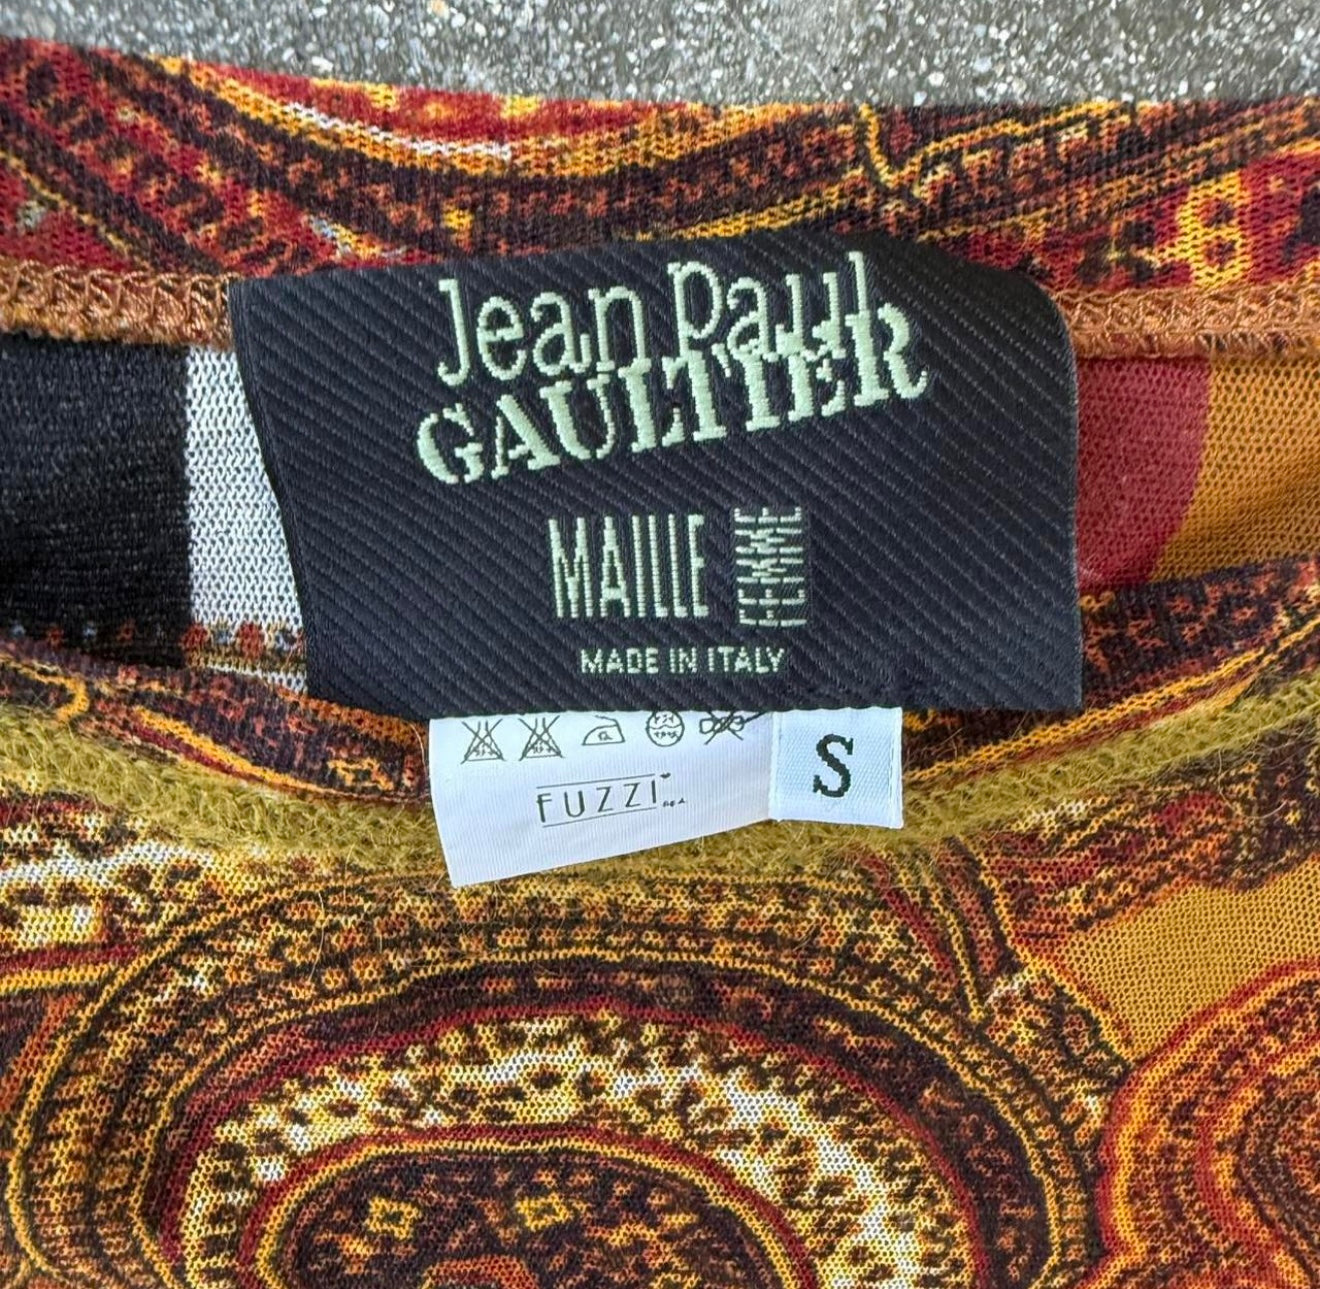 Jean Paul
GAULTIER
MAILLE FEMME
MADE IN ITALY
FUZZI
S